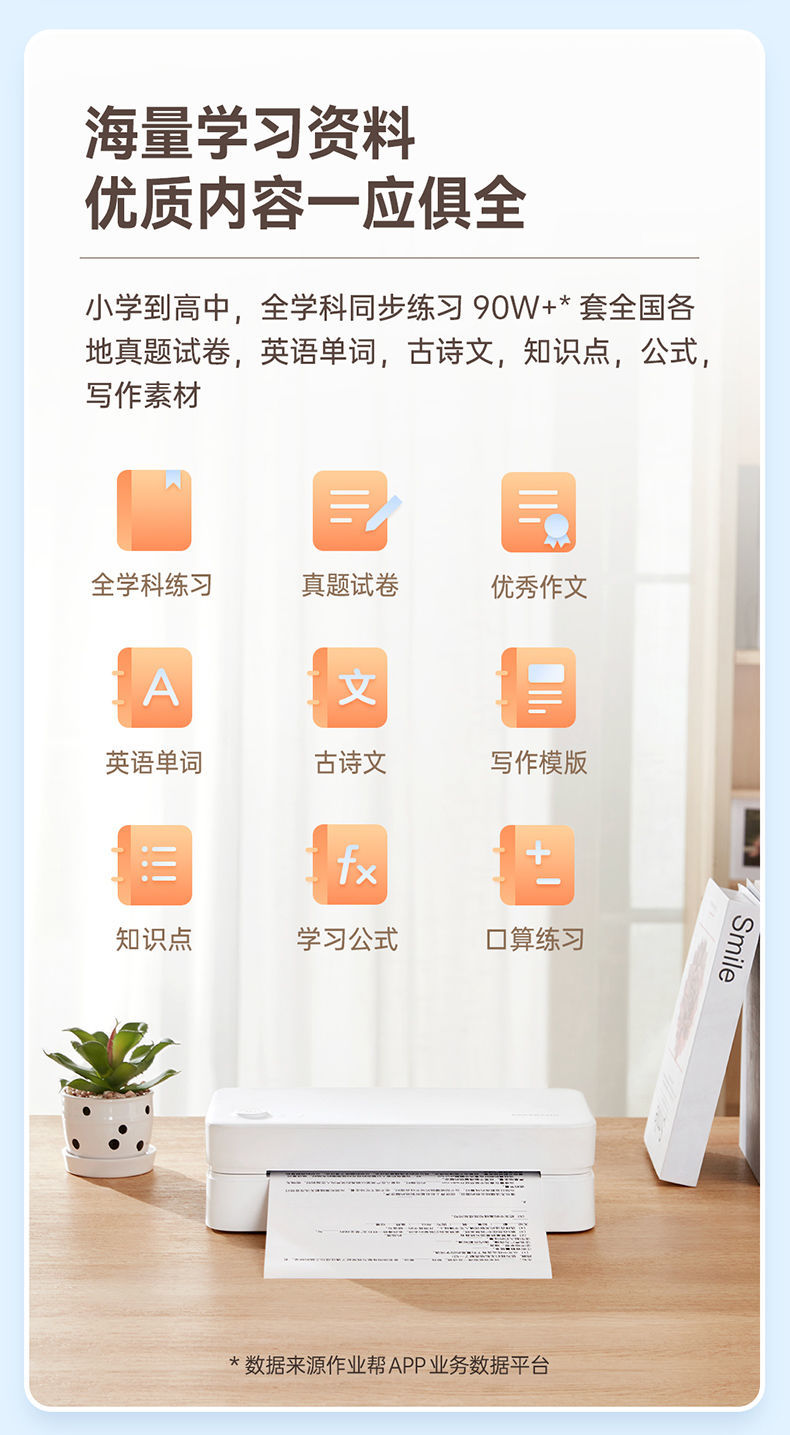 海量学习资料
优质内容一应俱全
小学到高中，全学科同步练习 90W+* 套全国各
地真题试卷，英语单词，古诗文，知识点，公式，
写作素材
全学科练习
真题试卷
优秀作文
A
文
英语单词
古诗文
写作模版
fx
知识点
学习公式
口算练习
Smile
* 数据来源作业帮APP业务数据平台